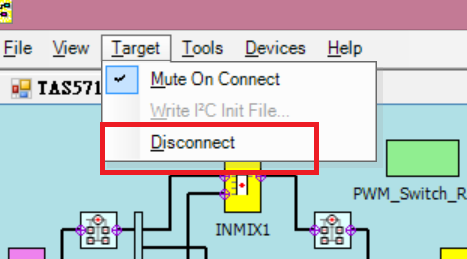 File View Target Tools Devices Help
TAS571
Mute On Connect
Write I²C Init File...
Disconnect
PWM_Switch_R
INMIX1